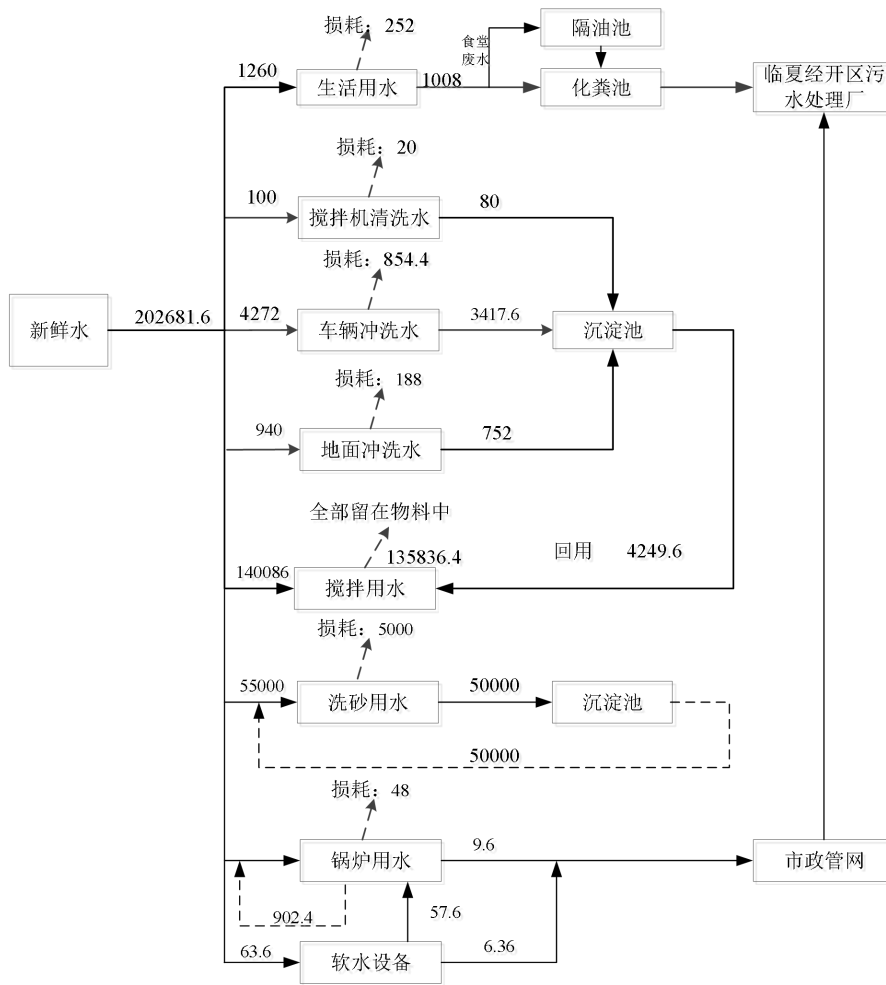 损耗：252
食堂
废水
隔油池
1260
生活用水
1008
化粪池
临夏经开区污
水处理厂
损耗：20
100
搅拌机清洗水
80
损耗：854.4
新鲜水
202681.6
4272
车辆冲洗水
3417.6
沉淀池
损耗：188
940
地面冲洗水
752
全部留在物料中
135836.4
回用
4249.6
140086
搅拌用水
损耗：5000
55000
洗砂用水
50000
沉淀池
50000
损耗：48
锅炉用水
9.6
市政管网
902.4
57.6
63.6
软水设备
6.36